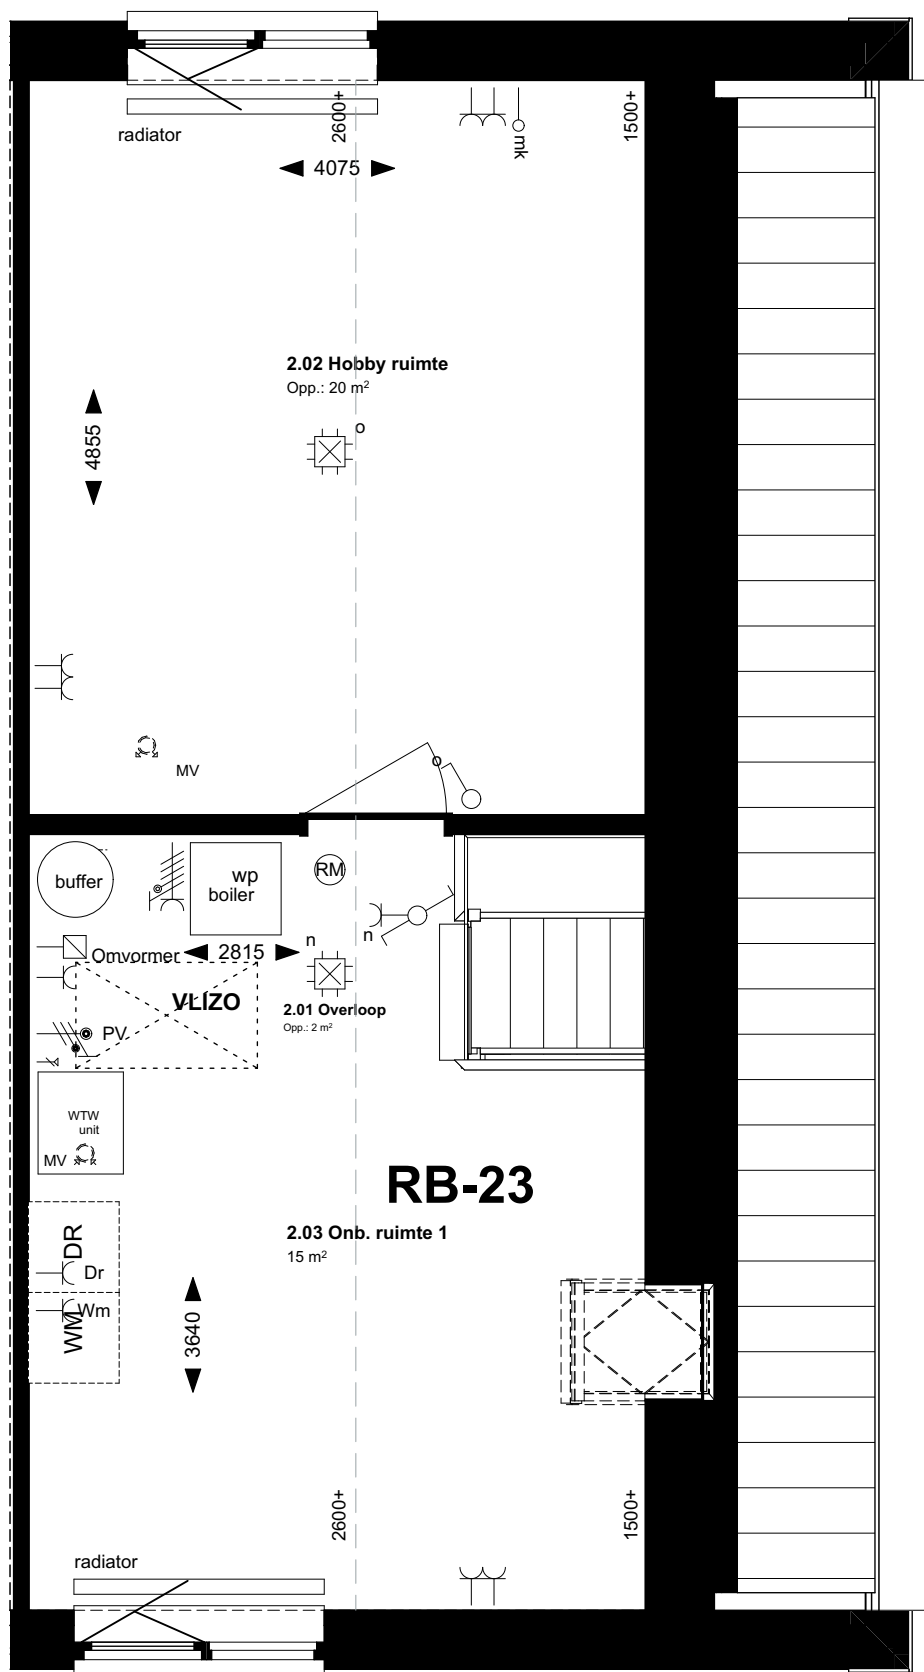 radiator
2600+
1500+
mk
4075
2.02 Hobby ruimte
Opp.: 20 m²
o
4855
MV
o
buffer
wp
boiler
RM
n
n
Omvormer
2815
VLIZO
2.01 Overloop
Opp.: 2 m²
PV
WTW
unit
MV
RB-23
2.03 Onb. ruimte 1
15 m²
DR
Dr
WM
Wm
3640
2600+
1500+
radiator